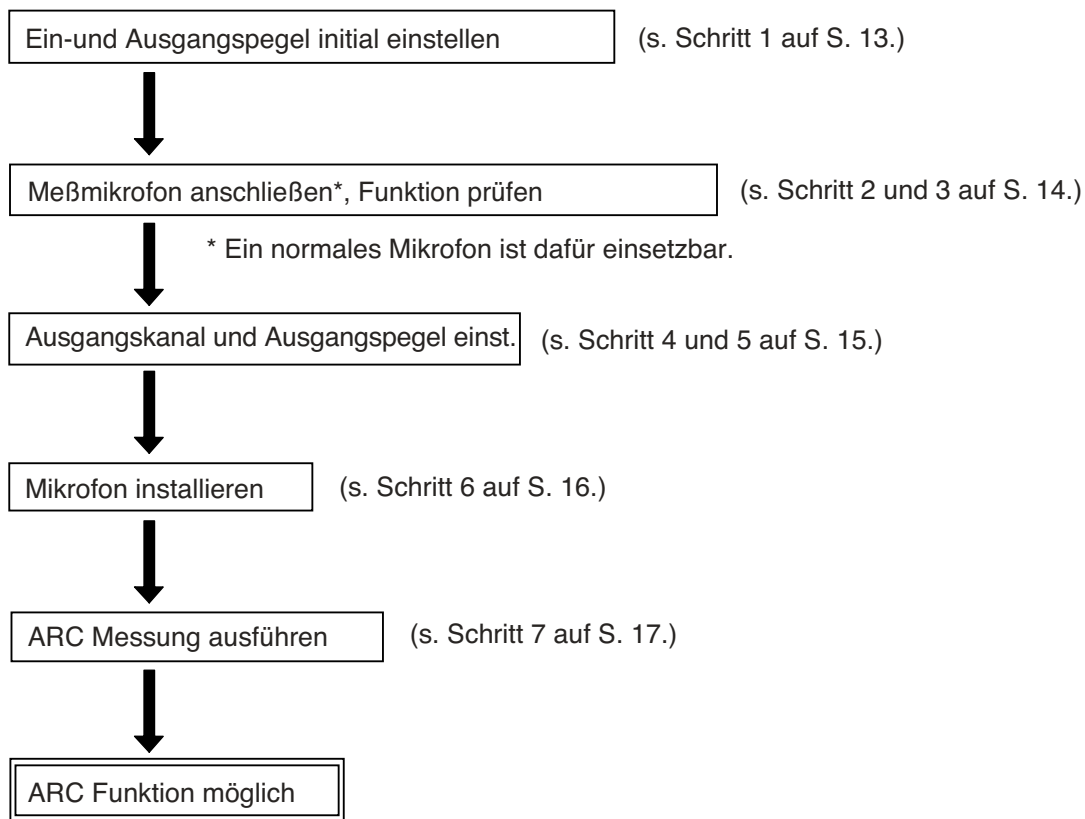 Ein-und Ausgangspegel initial einstellen (s. Schritt 1 auf S. 13.)
Meßmikrofon anschließen*, Funktion prüfen (s. Schritt 2 und 3 auf S. 14.)
* Ein normales Mikrofon ist dafür einsetzbar.
Ausgangskanal und Ausgangspegel einst. (s. Schritt 4 und 5 auf S. 15.)
Mikrofon installieren (s. Schritt 6 auf S. 16.)
ARC Messung ausführen (s. Schritt 7 auf S. 17.)
ARC Funktion möglich